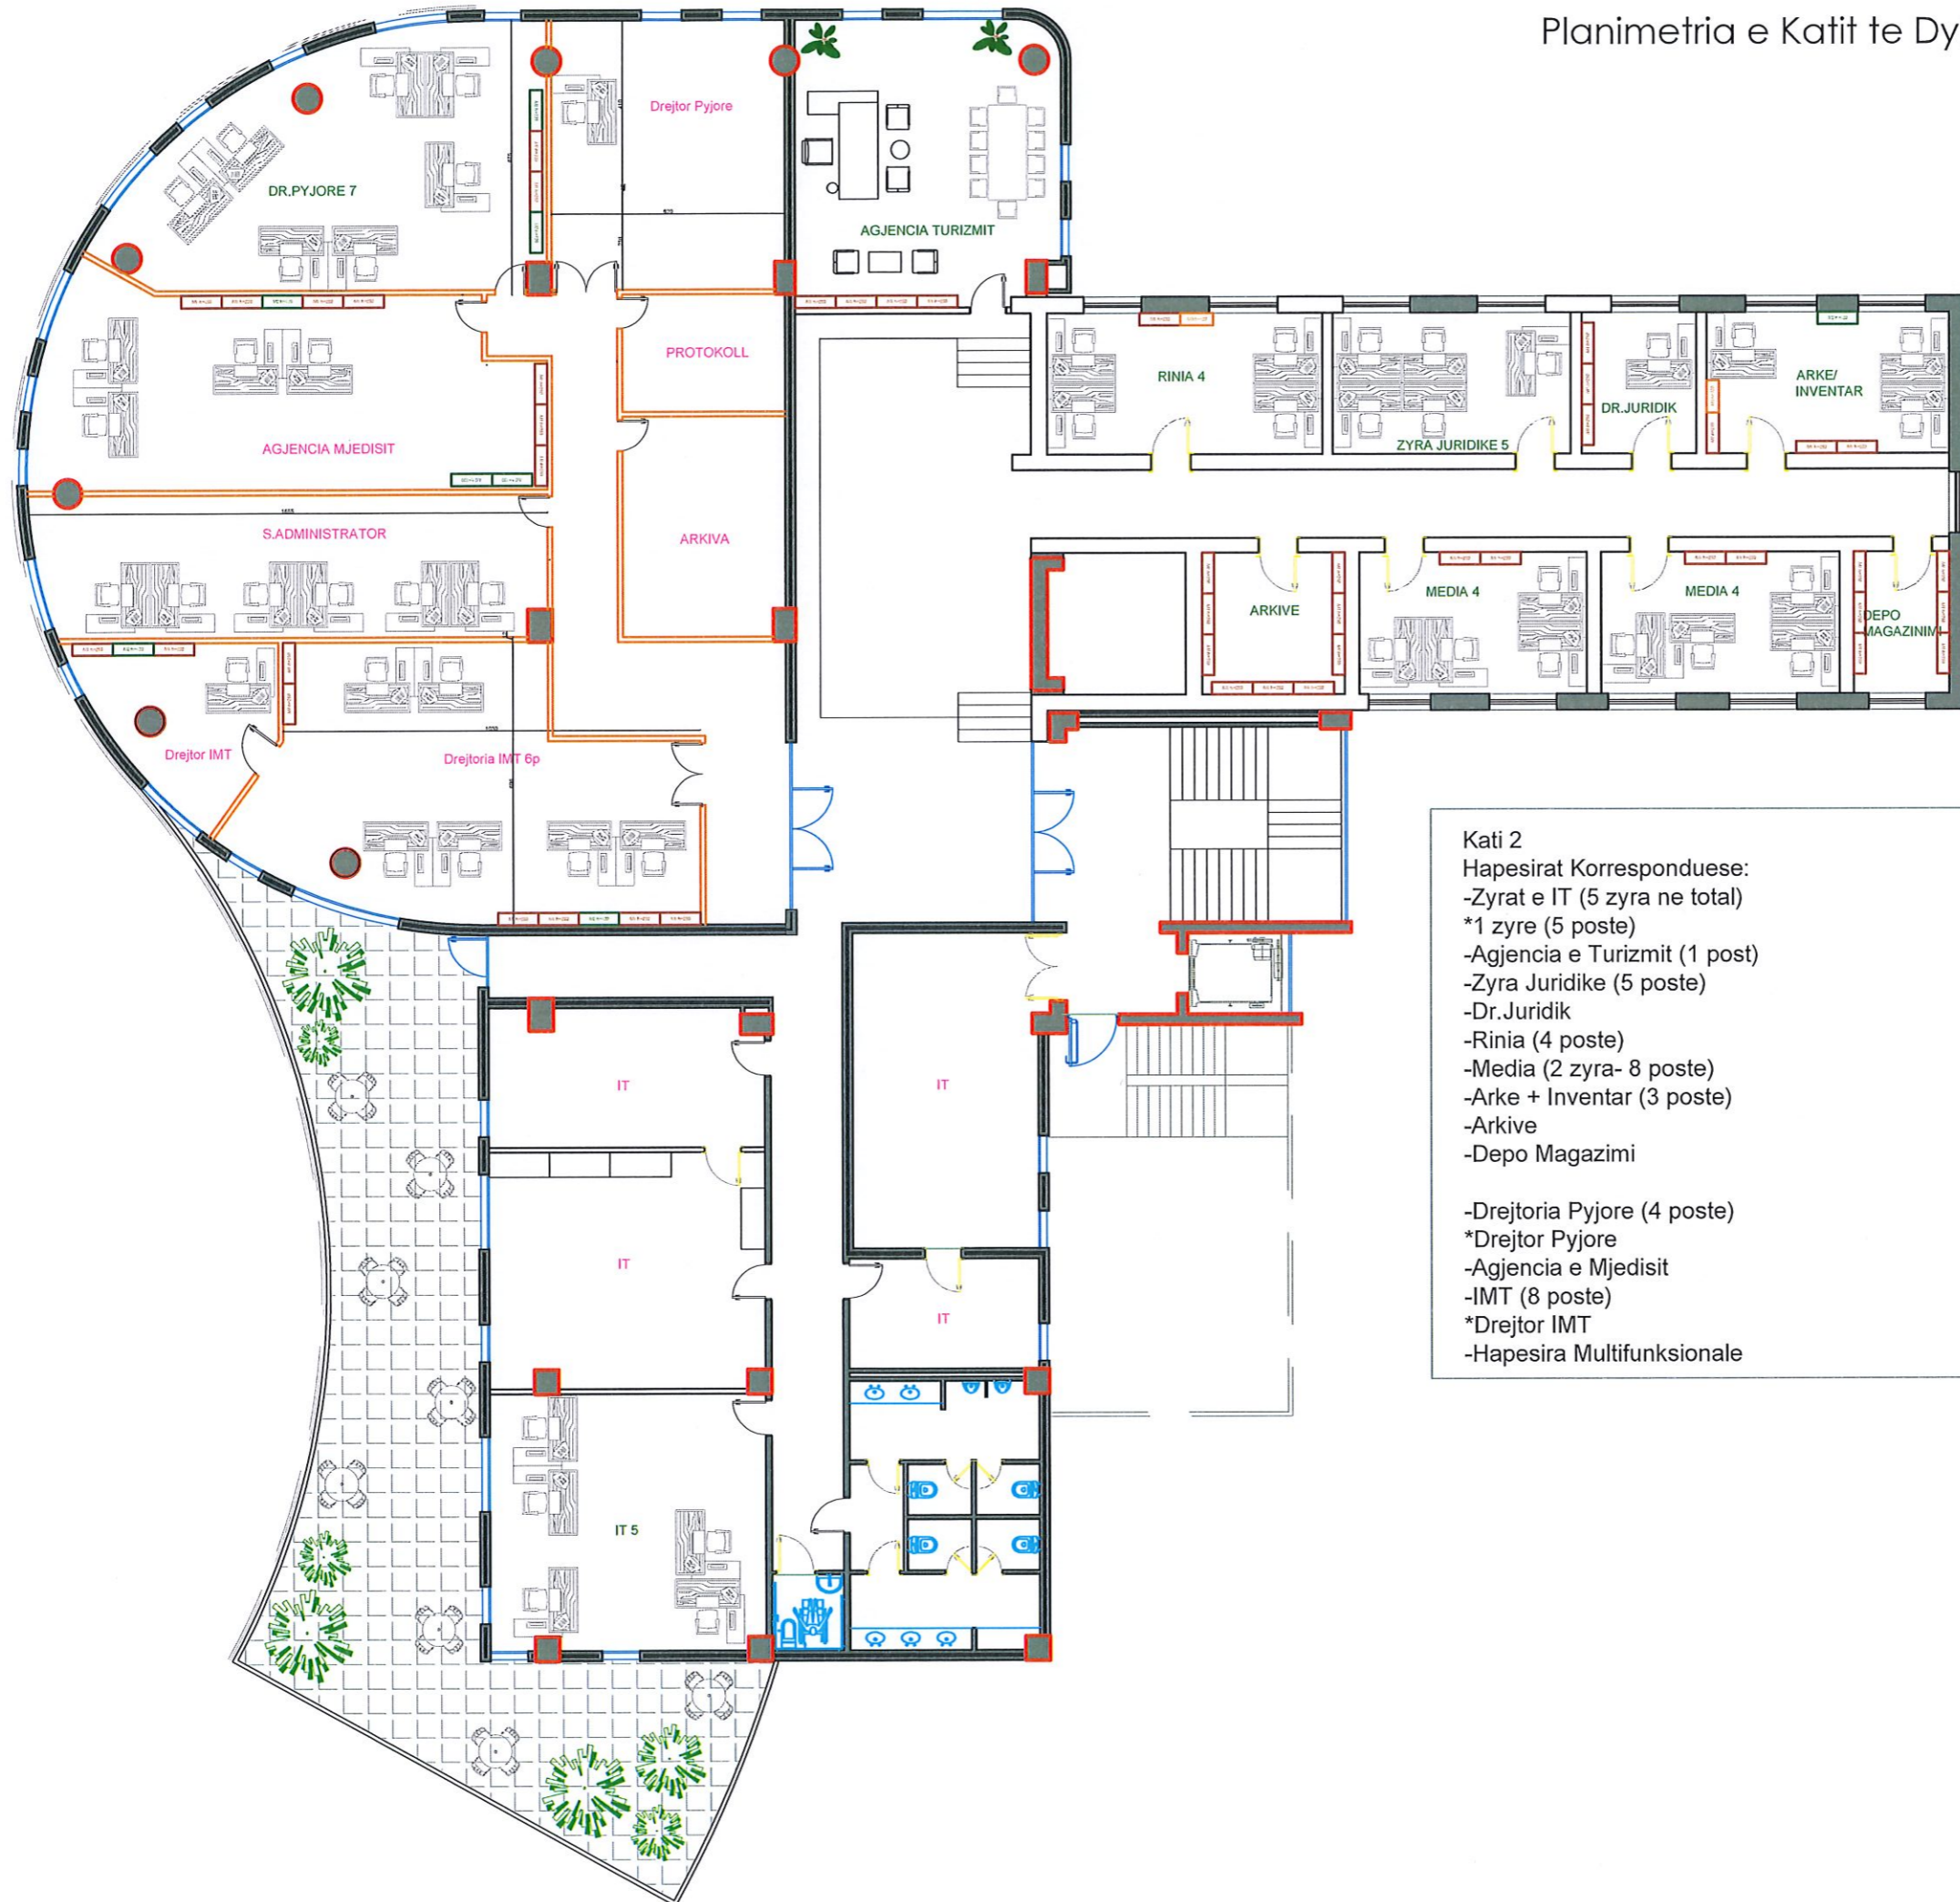 Planimetria e Katit te Dy
Drejtor Pyjore
DR.PYJORE 7
AGJENCIA TURIZMIT
PROTOKOLL
RINIA 4
ZYRA JURIDIKE 5
DR.JURIDIK
ARKE/
INVENTAR
AGJENCIA MJEDISIT
S.ADMINISTRATOR
ARKIVA
ARKIVE
MEDIA 4
MEDIA 4
DEPO
MAGAZINIMI
Drejtor IMT
Drejtoria IMT 6p
Kati 2
Hapesirat Korresponduese:
-Zyrat e IT (5 zyra ne total)
*1 zyre (5 poste)
-Agjencia e Turizmit (1 post)
-Zyra Juridike (5 poste)
-Dr.Juridik
-Rinia (4 poste)
-Media (2 zyra- 8 poste)
-Arke + Inventar (3 poste)
-Arkive
-Depo Magazimi
-Drejtoria Pyjore (4 poste)
*Drejtor Pyjore
-Agjencia e Mjedisit
-IMT (8 poste)
*Drejtor IMT
-Hapesira Multifunksionale
IT
IT
IT
IT
IT 5